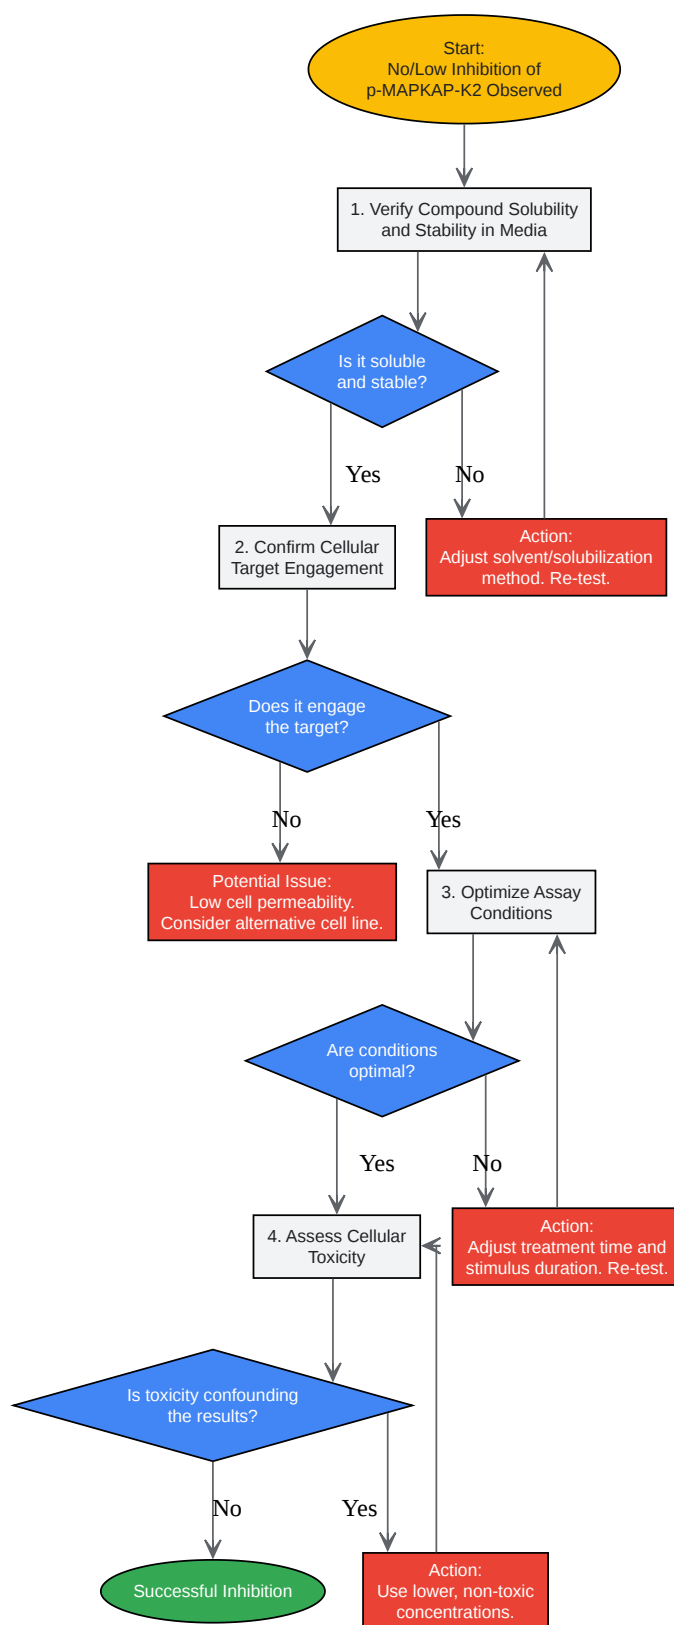 Start:
No/Low Inhibition of
p-MAPKAP-K2 Observed
1. Verify Compound Solubility
and Stability in Media
Is it soluble
and stable?
Yes
No
2. Confirm Cellular
Target Engagement
Action:
Adjust solvent/solubilization
method. Re-test.
Does it engage
the target?
No
Yes
Potential Issue:
Low cell permeability.
Consider alternative cell line.
3. Optimize Assay
Conditions
Are conditions
optimal?
Yes
No
4. Assess Cellular
Toxicity
Action:
Adjust treatment time and
stimulus duration. Re-test.
Is toxicity confounding
the results?
No
Yes
Successful Inhibition
Action:
Use lower, non-toxic
concentrations.